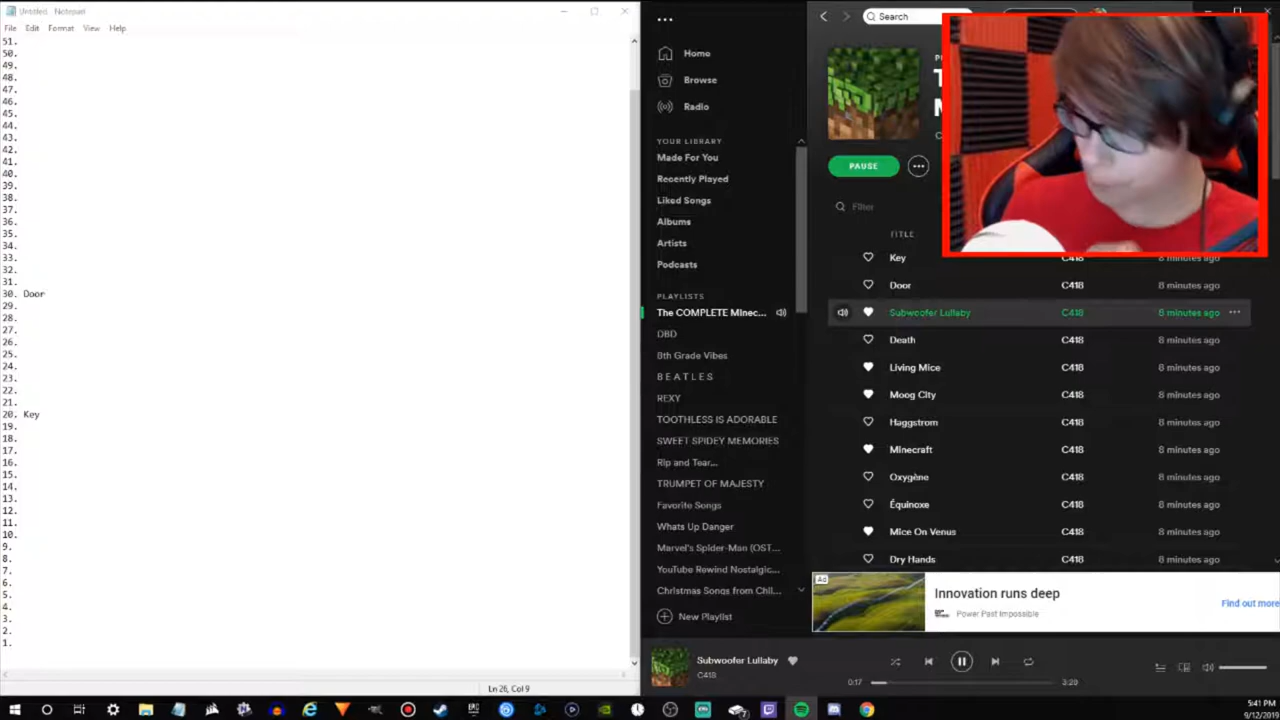 Untitled - Notepad
File Edit Format View Help
51.
50.
49.
48.
47.
46.
45.
44.
43.
42.
41.
40.
39.
38.
37.
36.
35.
34.
33.
32.
31.
30. Door
29.
28.
27.
26.
25.
24.
23.
22.
21.
20. Key
19.
18.
17.
16.
15.
14.
13.
12.
11.
10.
9.
8.
7.
6.
5.
4.
3.
2.
1.
Ln 26, Col 9
Home
Browse
Radio
YOUR LIBRARY
Made For You
Recently Played
Liked Songs
Albums
Artists
Podcasts
PLAYLISTS
The COMPLETE Minec...
DBD
8th Grade Vibes
B E A T L E S
REXY
TOOTHLESS IS ADORABLE
SWEET SPIDEY MEMORIES
Rip and Tear...
TRUMPET OF MAJESTY
Favorite Songs
Whats Up Danger
Marvel's Spider-Man (OST...
YouTube Rewind Nostalgic...
Christmas Songs from Chil...
New Playlist
Search
PAUSE
Filter
TITLE
Key C418 8 minutes ago
Door C418 8 minutes ago
Subwoofer Lullaby C418 8 minutes ago
Death C418 8 minutes ago
Living Mice C418 8 minutes ago
Moog City C418 8 minutes ago
Haggstrom C418 8 minutes ago
Minecraft C418 8 minutes ago
Oxygène C418 8 minutes ago
Équinoxe C418 8 minutes ago
Mice On Venus C418 8 minutes ago
Dry Hands C418 8 minutes ago
Ad
Innovation runs deep
Power Past Impossible
Find out more
Subwoofer Lullaby
C418
0:17
3:28
5:41 PM
9/12/2019